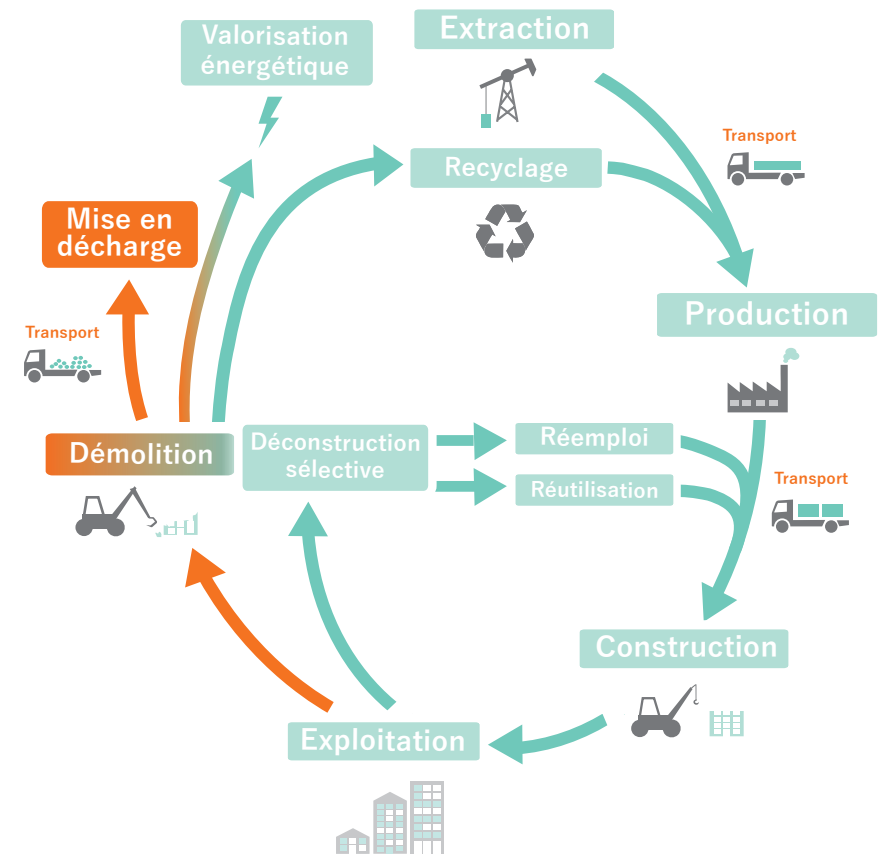 Valorisation
énergétique
Extraction
Transport
Recyclage
Mise en
décharge
Transport
Production
Démolition
Déconstruction
sélective
Réemploi
Réutilisation
Transport
Construction
Exploitation